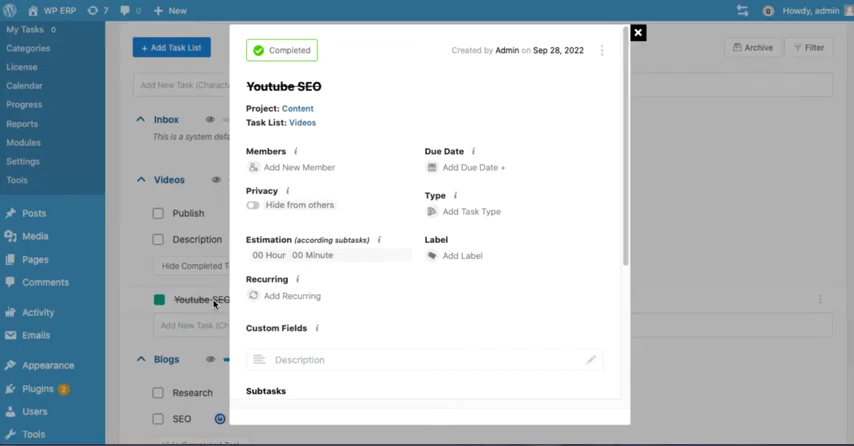 WP ERP 7 0 + New Howdy, admin
My Tasks 0
Categories
License
Calendar
Progress
Reports
Modules
Settings
Tools
Posts
Media
Pages
Comments
Activity
Emails
Appearance
Plugins 2
Users
Tools
+ Add Task List
Archive
Filter
Add New Task (Charac
Inbox
This is a system defa
Videos
Publish
Description
Hide Completed T
Youtube SEO
Add New Task (Ch
Blogs
Research
SEO
Completed
Created by Admin on Sep 28, 2022
Youtube SEO
Project: Content
Task List: Videos
Members
Add New Member
Due Date
Add Due Date +
Privacy
Hide from others
Type
Add Task Type
Estimation (according subtasks)
00 Hour 00 Minute
Label
Add Label
Recurring
Add Recurring
Custom Fields
Description
Subtasks